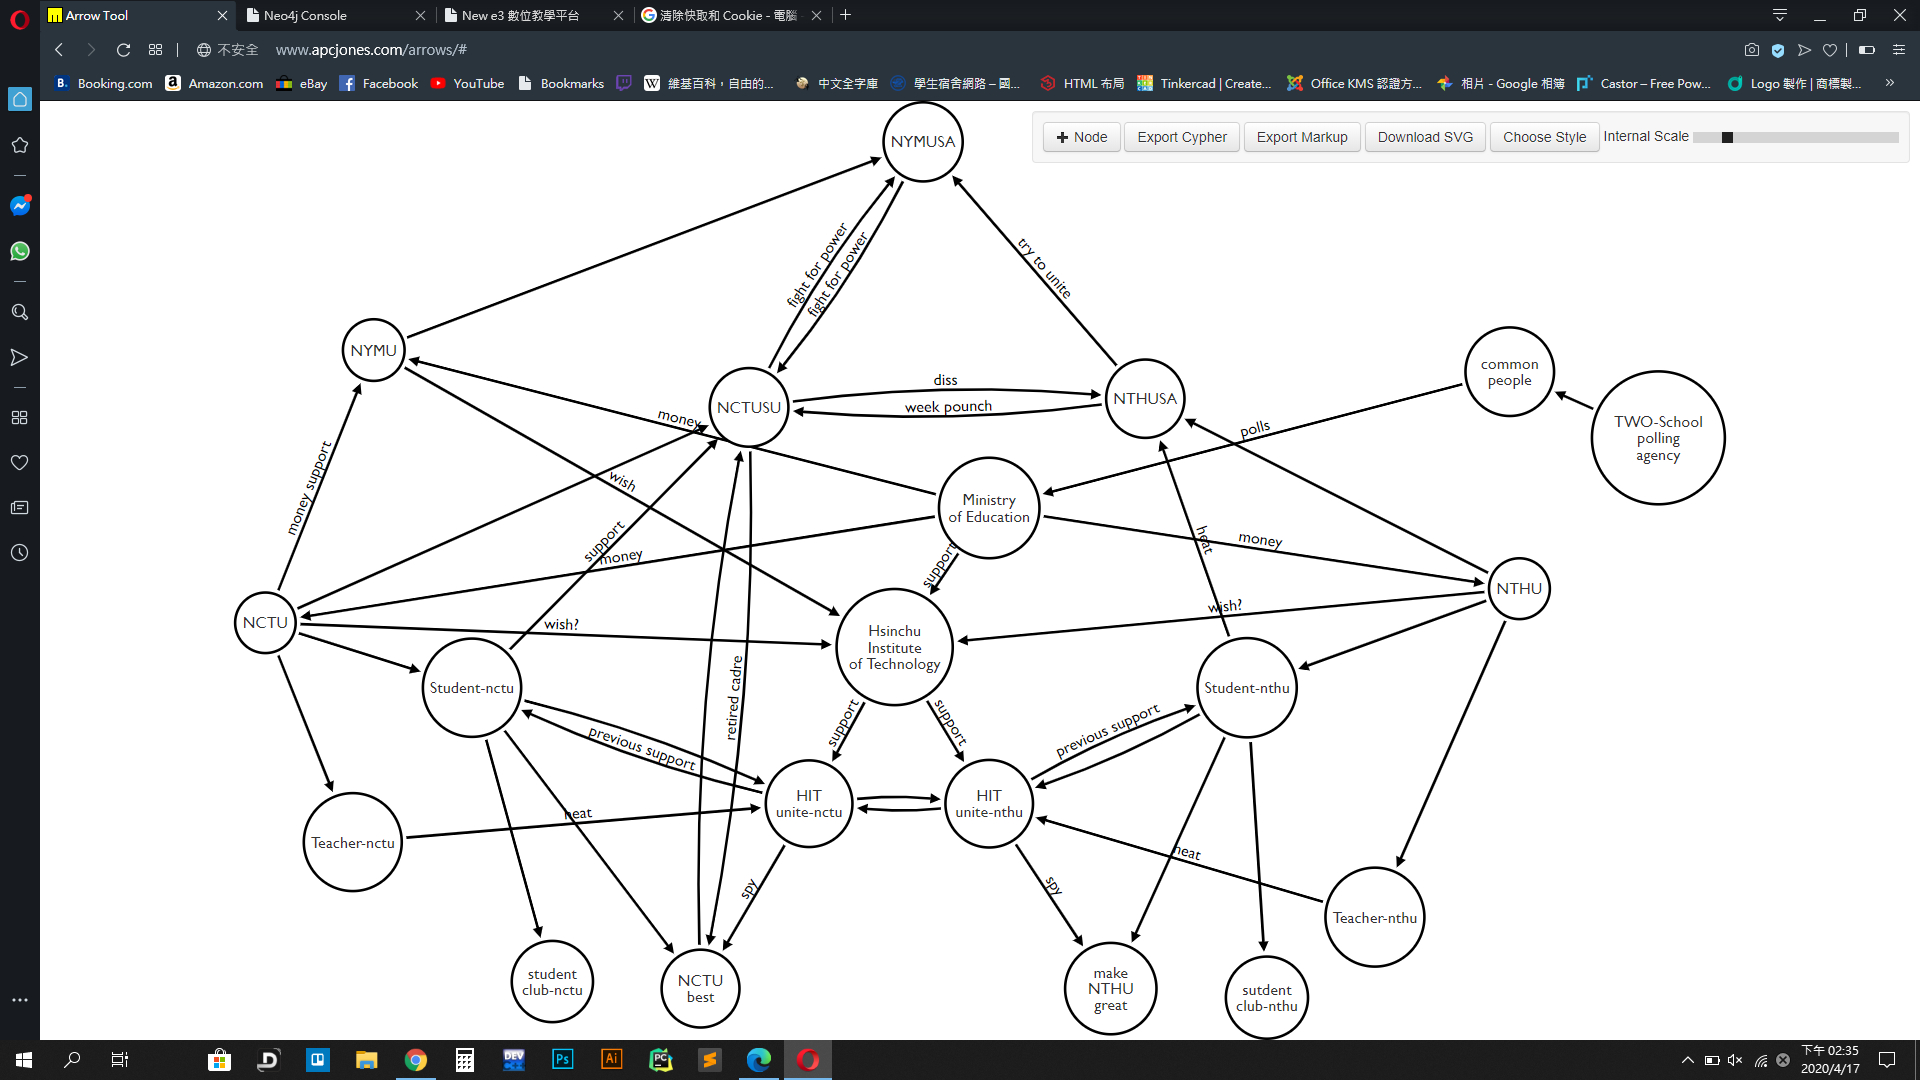 Arrow Tool
Neo4j Console
New e3 數位教學平台
清除快取和 Cookie - 電腦
不安全 www.apcjones.com/arrows/#
Booking.com
Amazon.com
eBay
Facebook
YouTube
Bookmarks
維基百科，自由的...
中文全字庫
學生宿舍網路 – 國...
HTML 布局
Tinkercad | Create...
Office KMS 認證方...
相片 - Google 相簿
Castor – Free Pow...
Logo 製作 | 商標製...
Node
Export Cypher
Export Markup
Download SVG
Choose Style
Internal Scale
NYMUSA
fight for power
fight for power
try to unite
NYMU
common
people
NCTUSU
diss
week pounch
NTHUSA
TWO-School
polling
agency
money
polls
money support
wish
Ministry
of Education
support
money
heat
money
support
NCTU
NTHU
wish?
wish?
Hsinchu
Institute
of Technology
Student-nctu
Student-nthu
retired cadre
previous support
support
support
previous support
HIT
unite-nctu
HIT
unite-nthu
Teacher-nctu
heat
heat
spy
spy
Teacher-nthu
student
club-nctu
NCTU
best
make
NTHU
great
sutdent
club-nthu
下午 02:35
2020/4/17